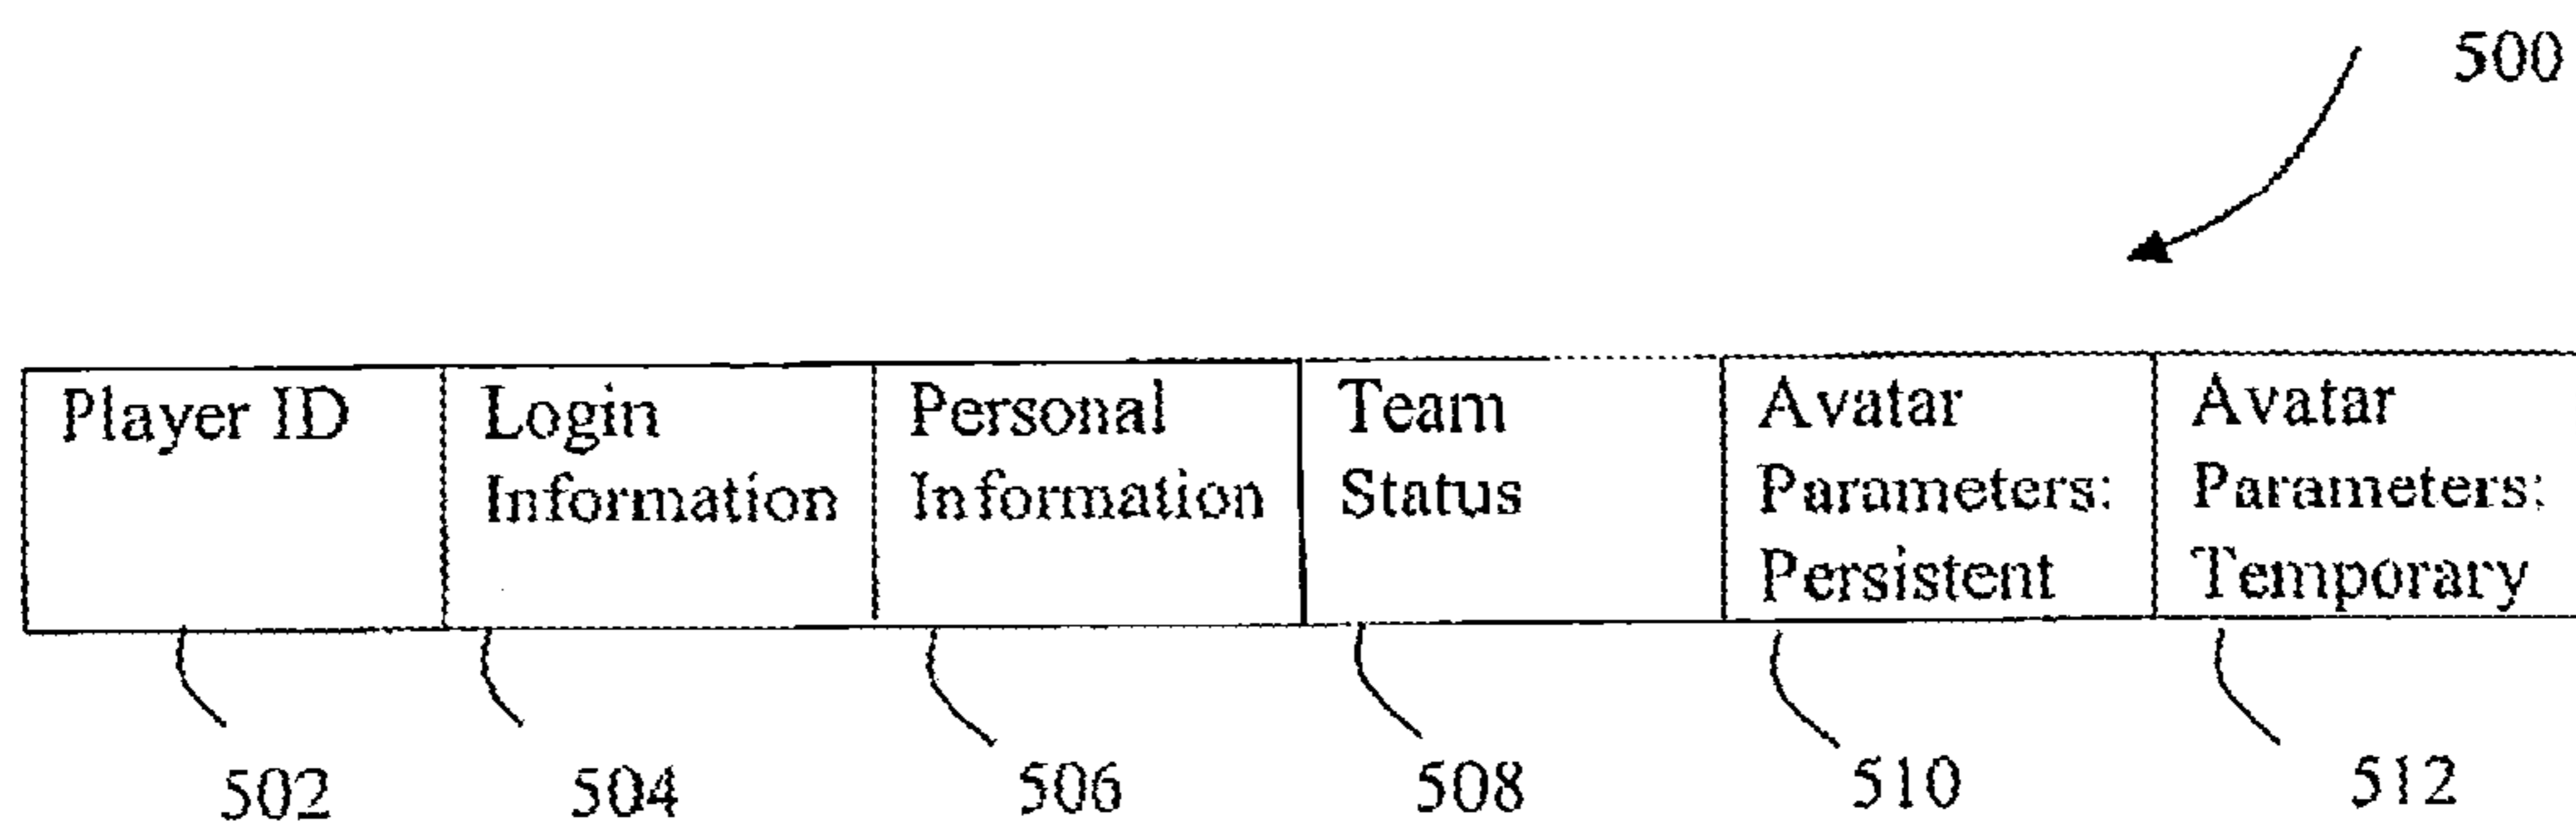 500
Player ID
Login
Information
Personal
Information
Team
Status
Avatar
Parameters:
Persistent
Avatar
Parameters:
Temporary
502
504
506
508
510
512